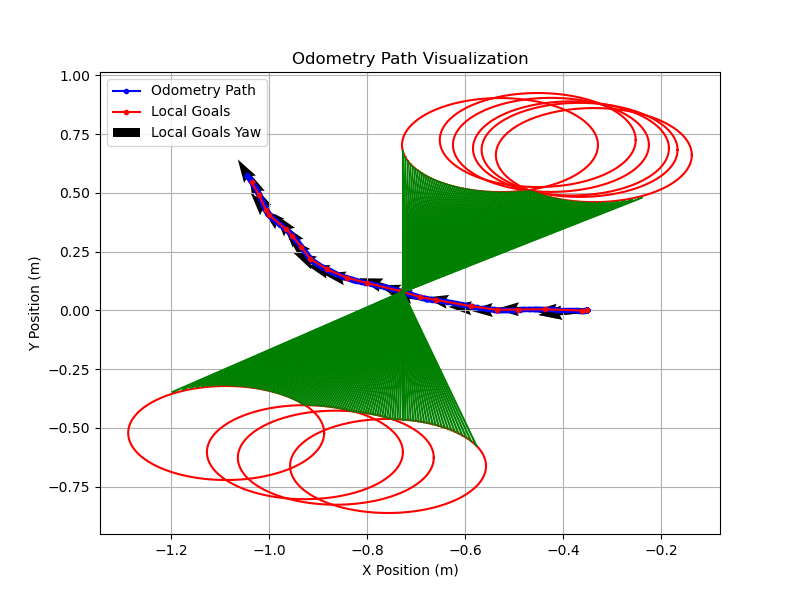 Odometry Path Visualization
Odometry Path
Local Goals
Local Goals Yaw
1.00
0.75
0.50
0.25
0.00
−0.25
−0.50
−0.75
Y Position (m)
−1.2 −1.0 −0.8 −0.6 −0.4 −0.2
X Position (m)